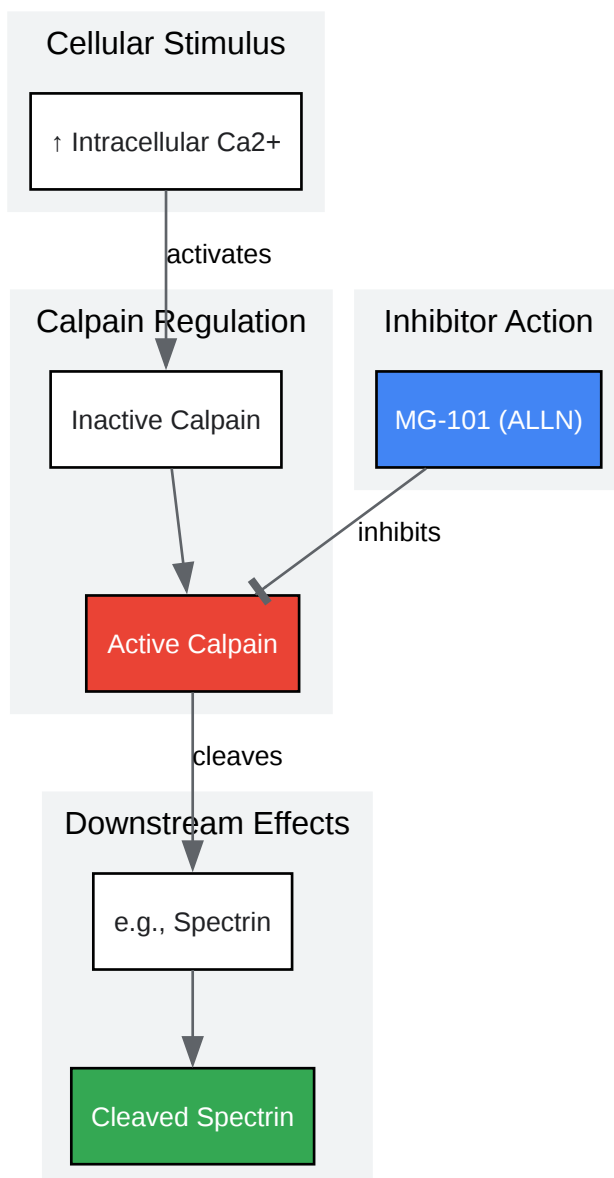 Cellular Stimulus
↑ Intracellular Ca2+
activates
Calpain Regulation
Inactive Calpain
Inhibitor Action
MG-101 (ALLN)
inhibits
Active Calpain
cleaves
Downstream Effects
e.g., Spectrin
Cleaved Spectrin